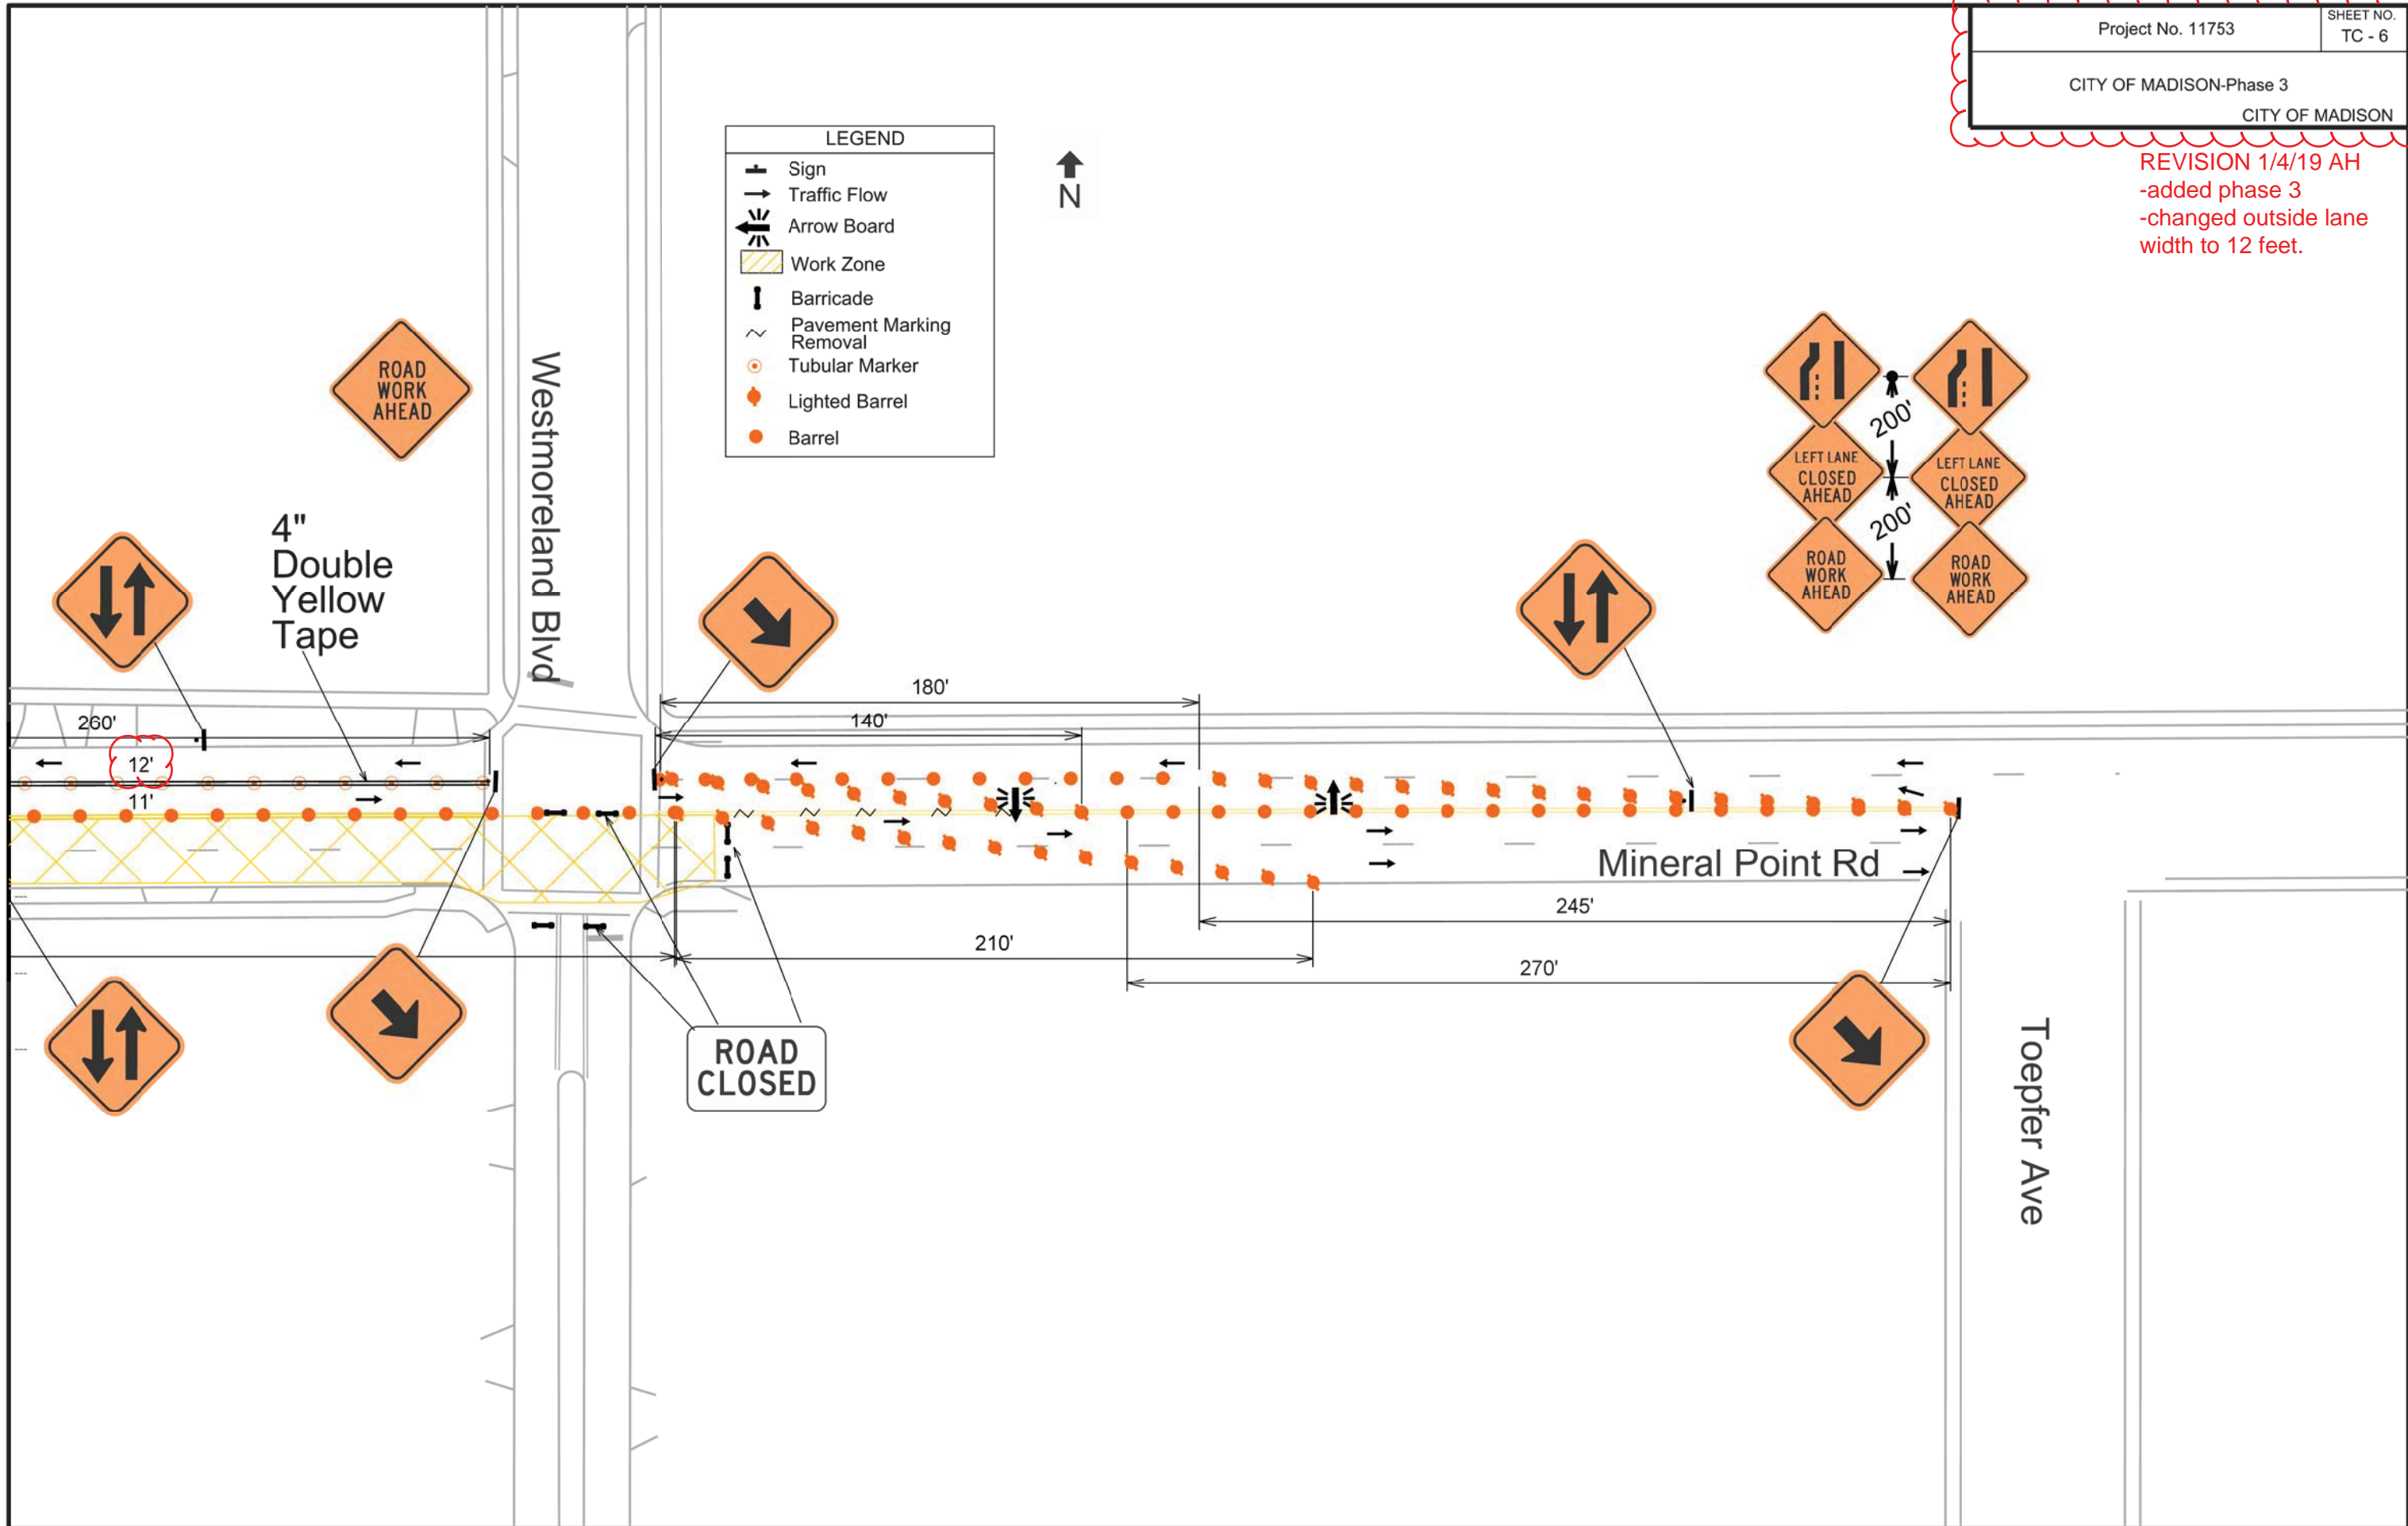 Project No. 11753
SHEET NO.
TC - 6
CITY OF MADISON-Phase 3
CITY OF MADISON
REVISION 1/4/19 AH
-added phase 3
-changed outside lane
width to 12 feet.
LEGEND
Sign
Traffic Flow
Arrow Board
Work Zone
Barricade
Pavement Marking
Removal
Tubular Marker
Lighted Barrel
Barrel
N
ROAD
WORK
AHEAD
Westmoreland Blvd
200'
LEFT LANE
CLOSED
AHEAD
LEFT LANE
CLOSED
AHEAD
200'
ROAD
WORK
AHEAD
ROAD
WORK
AHEAD
4"
Double
Yellow
Tape
180'
260'
140'
12'
11'
Mineral Point Rd
245'
210'
270'
ROAD
CLOSED
Toepfer Ave